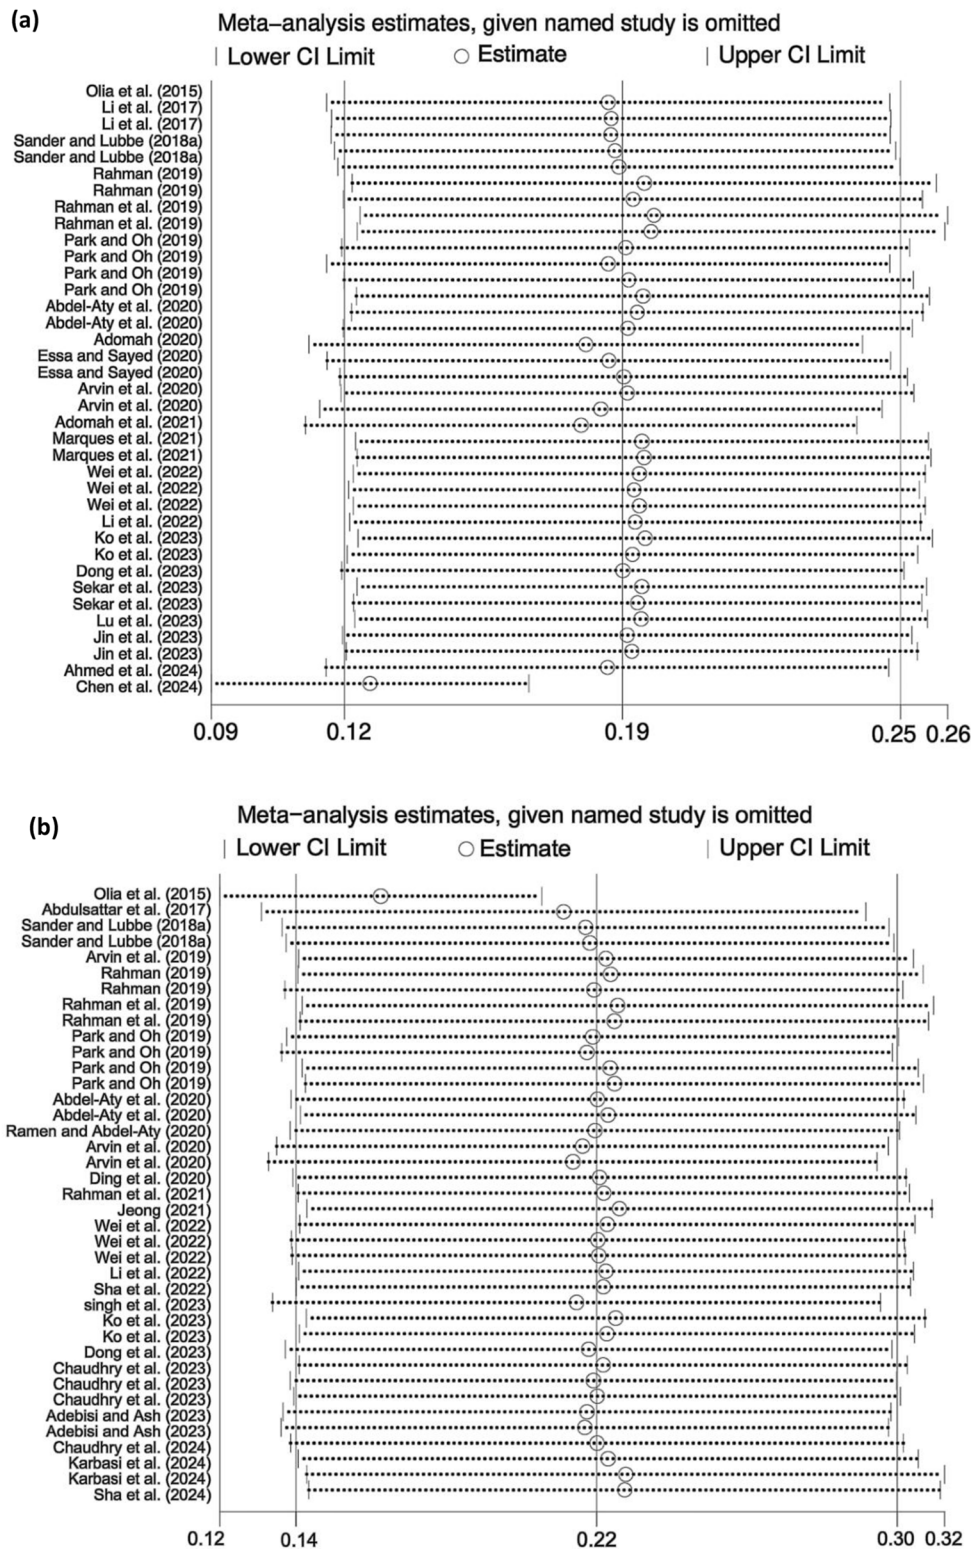 (a)
Meta−analysis estimates, given named study is omitted
Lower CI Limit Estimate Upper CI Limit
Olia et al. (2015)
Li et al. (2017)
Li et al. (2017)
Sander and Lubbe (2018a)
Sander and Lubbe (2018a)
Rahman (2019)
Rahman (2019)
Rahman et al. (2019)
Rahman et al. (2019)
Park and Oh (2019)
Park and Oh (2019)
Park and Oh (2019)
Park and Oh (2019)
Abdel-Aty et al. (2020)
Abdel-Aty et al. (2020)
Adomah (2020)
Essa and Sayed (2020)
Essa and Sayed (2020)
Arvin et al. (2020)
Arvin et al. (2020)
Adomah et al. (2021)
Marques et al. (2021)
Marques et al. (2021)
Wei et al. (2022)
Wei et al. (2022)
Wei et al. (2022)
Li et al. (2022)
Ko et al. (2023)
Ko et al. (2023)
Dong et al. (2023)
Sekar et al. (2023)
Sekar et al. (2023)
Lu et al. (2023)
Jin et al. (2023)
Jin et al. (2023)
Ahmed et al. (2024)
Chen et al. (2024)
0.09 0.12 0.19 0.25 0.26
(b)
Meta−analysis estimates, given named study is omitted
Lower CI Limit Estimate Upper CI Limit
Olia et al. (2015)
Abdulsattar et al. (2017)
Sander and Lubbe (2018a)
Sander and Lubbe (2018a)
Arvin et al. (2019)
Rahman (2019)
Rahman (2019)
Rahman et al. (2019)
Rahman et al. (2019)
Park and Oh (2019)
Park and Oh (2019)
Park and Oh (2019)
Park and Oh (2019)
Abdel-Aty et al. (2020)
Abdel-Aty et al. (2020)
Ramen and Abdel-Aty (2020)
Arvin et al. (2020)
Arvin et al. (2020)
Ding et al. (2020)
Rahman et al. (2021)
Jeong (2021)
Wei et al. (2022)
Wei et al. (2022)
Wei et al. (2022)
Li et al. (2022)
Sha et al. (2022)
singh et al. (2023)
Ko et al. (2023)
Ko et al. (2023)
Dong et al. (2023)
Chaudhry et al. (2023)
Chaudhry et al. (2023)
Chaudhry et al. (2023)
Adebisi and Ash (2023)
Adebisi and Ash (2023)
Chaudhry et al. (2024)
Karbasi et al. (2024)
Karbasi et al. (2024)
Sha et al. (2024)
0.12 0.14 0.22 0.30 0.32